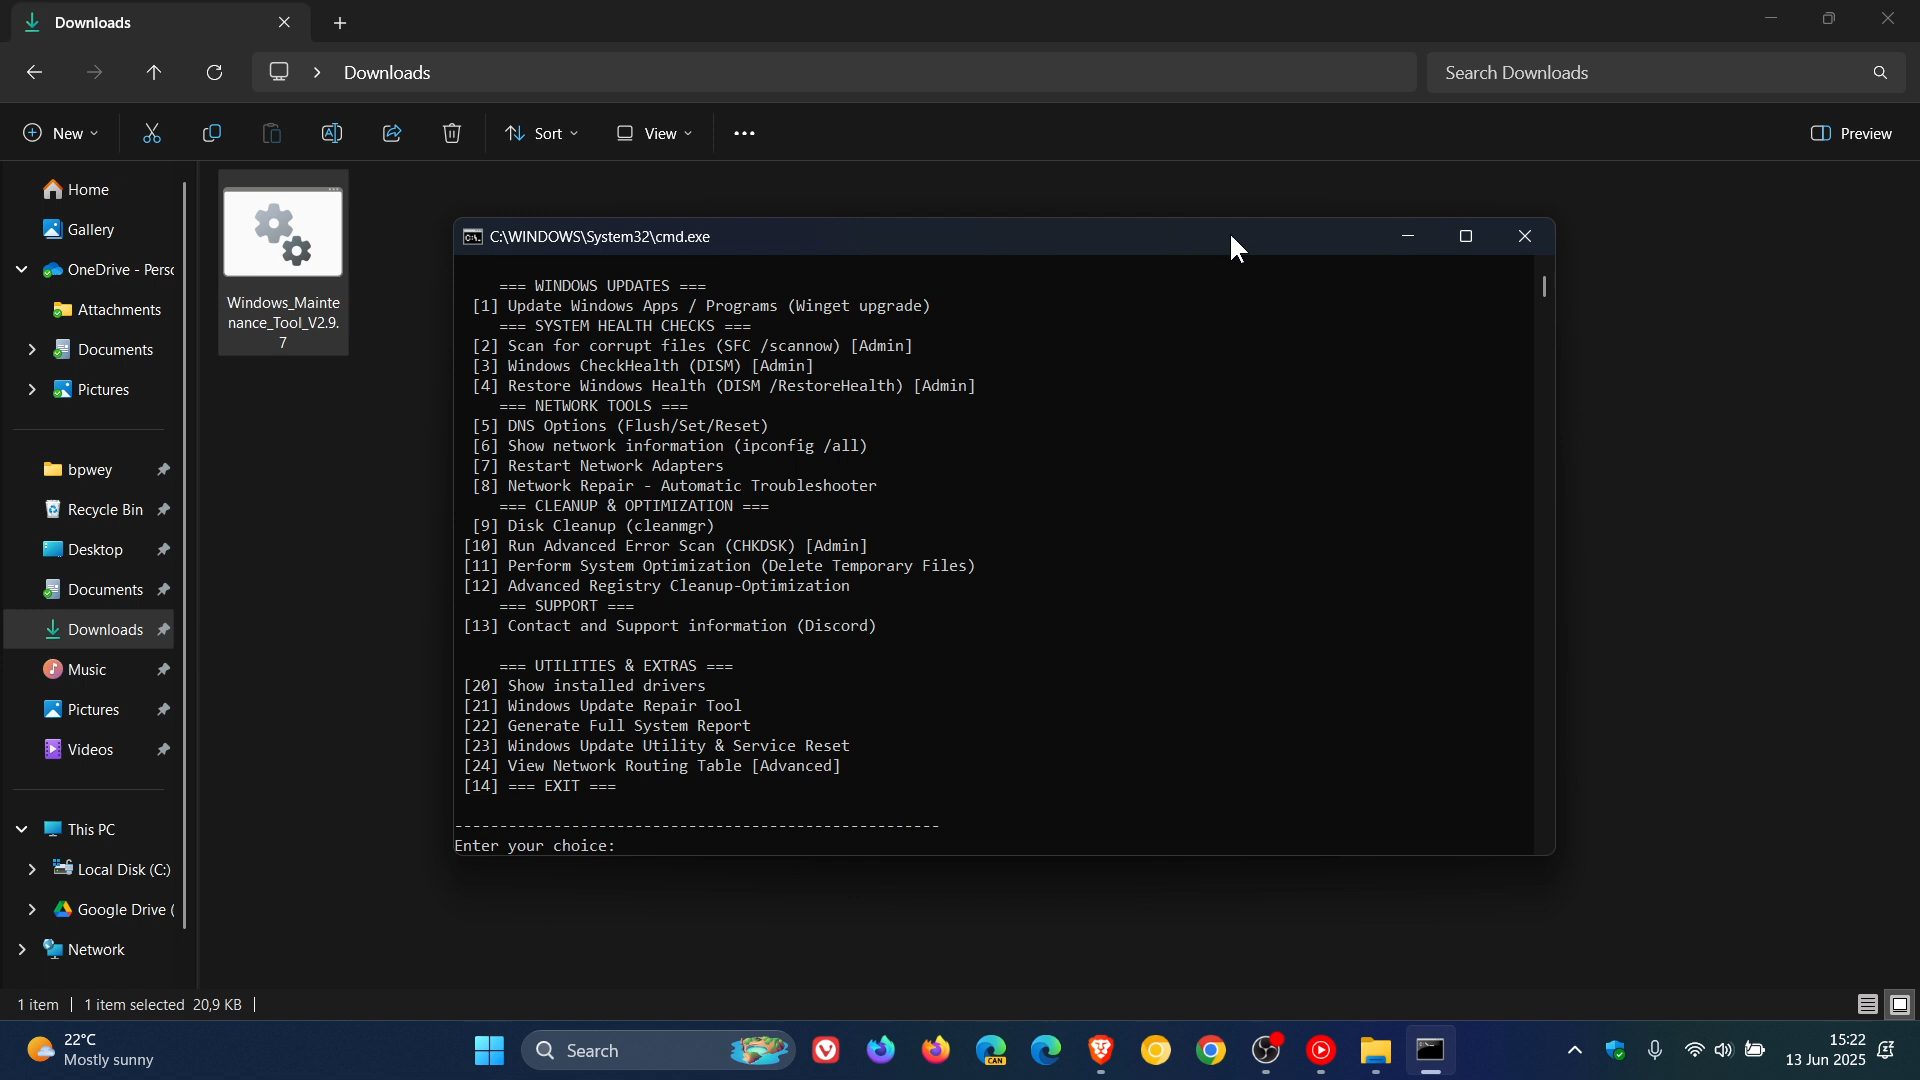 Downloads
Downloads
Search Downloads
New
Sort
View
Preview
Home
Gallery
OneDrive - Perso
Attachments
Documents
Pictures
bpwey
Recycle Bin
Desktop
Documents
Downloads
Music
Pictures
Videos
This PC
Local Disk (C:)
Google Drive (
Network
Windows_Mainte
nance_Tool_V2.9.
7
C:\WINDOWS\System32\cmd.exe
=== WINDOWS UPDATES ===
[1] Update Windows Apps / Programs (Winget upgrade)
=== SYSTEM HEALTH CHECKS ===
[2] Scan for corrupt files (SFC /scannow) [Admin]
[3] Windows CheckHealth (DISM) [Admin]
[4] Restore Windows Health (DISM /RestoreHealth) [Admin]
=== NETWORK TOOLS ===
[5] DNS Options (Flush/Set/Reset)
[6] Show network information (ipconfig /all)
[7] Restart Network Adapters
[8] Network Repair - Automatic Troubleshooter
=== CLEANUP & OPTIMIZATION ===
[9] Disk Cleanup (cleanmgr)
[10] Run Advanced Error Scan (CHKDSK) [Admin]
[11] Perform System Optimization (Delete Temporary Files)
[12] Advanced Registry Cleanup-Optimization
=== SUPPORT ===
[13] Contact and Support information (Discord)
=== UTILITIES & EXTRAS ===
[20] Show installed drivers
[21] Windows Update Repair Tool
[22] Generate Full System Report
[23] Windows Update Utility & Service Reset
[24] View Network Routing Table [Advanced]
[14] === EXIT ===
------------------------------------------------------
Enter your choice:
1 item
1 item selected 20,9 KB
22°C
Mostly sunny
Search
CAN
15:22
13 Jun 2025